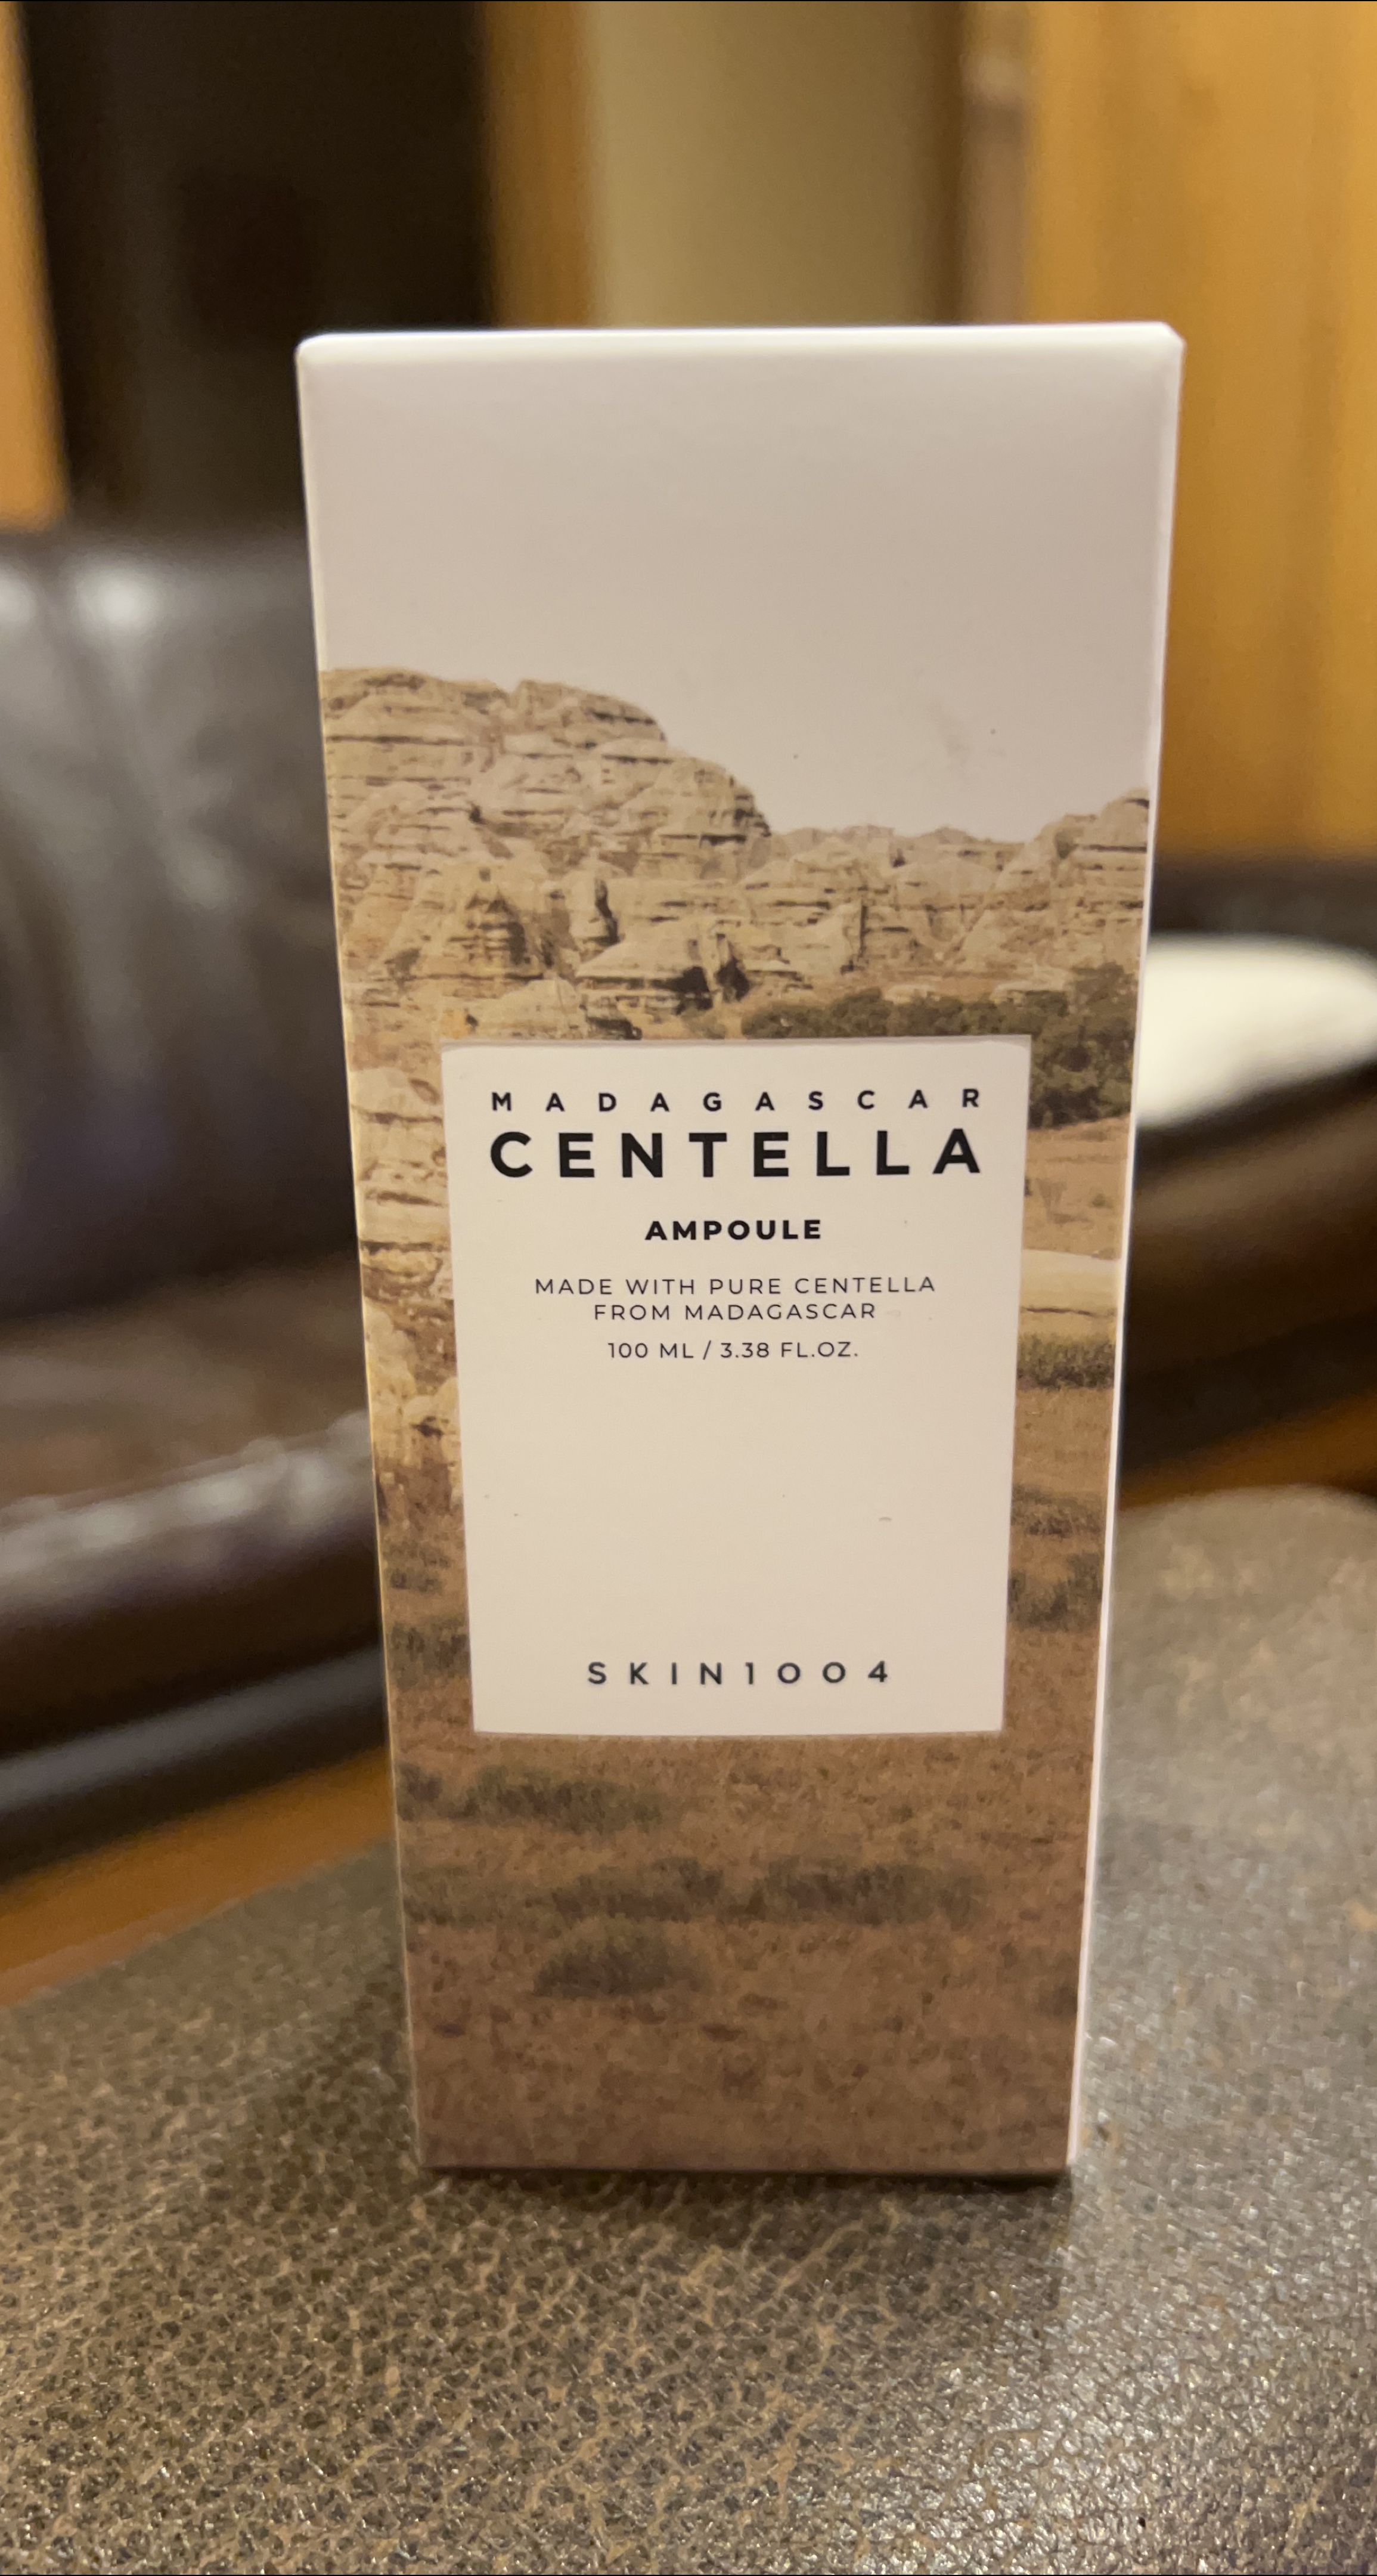 MADAGASCAR
CENTELLA
AMPOULE
MADE WITH PURE CENTELLA
FROM MADAGASCAR
100 ML / 3.38 FL.OZ.
SKIN1004